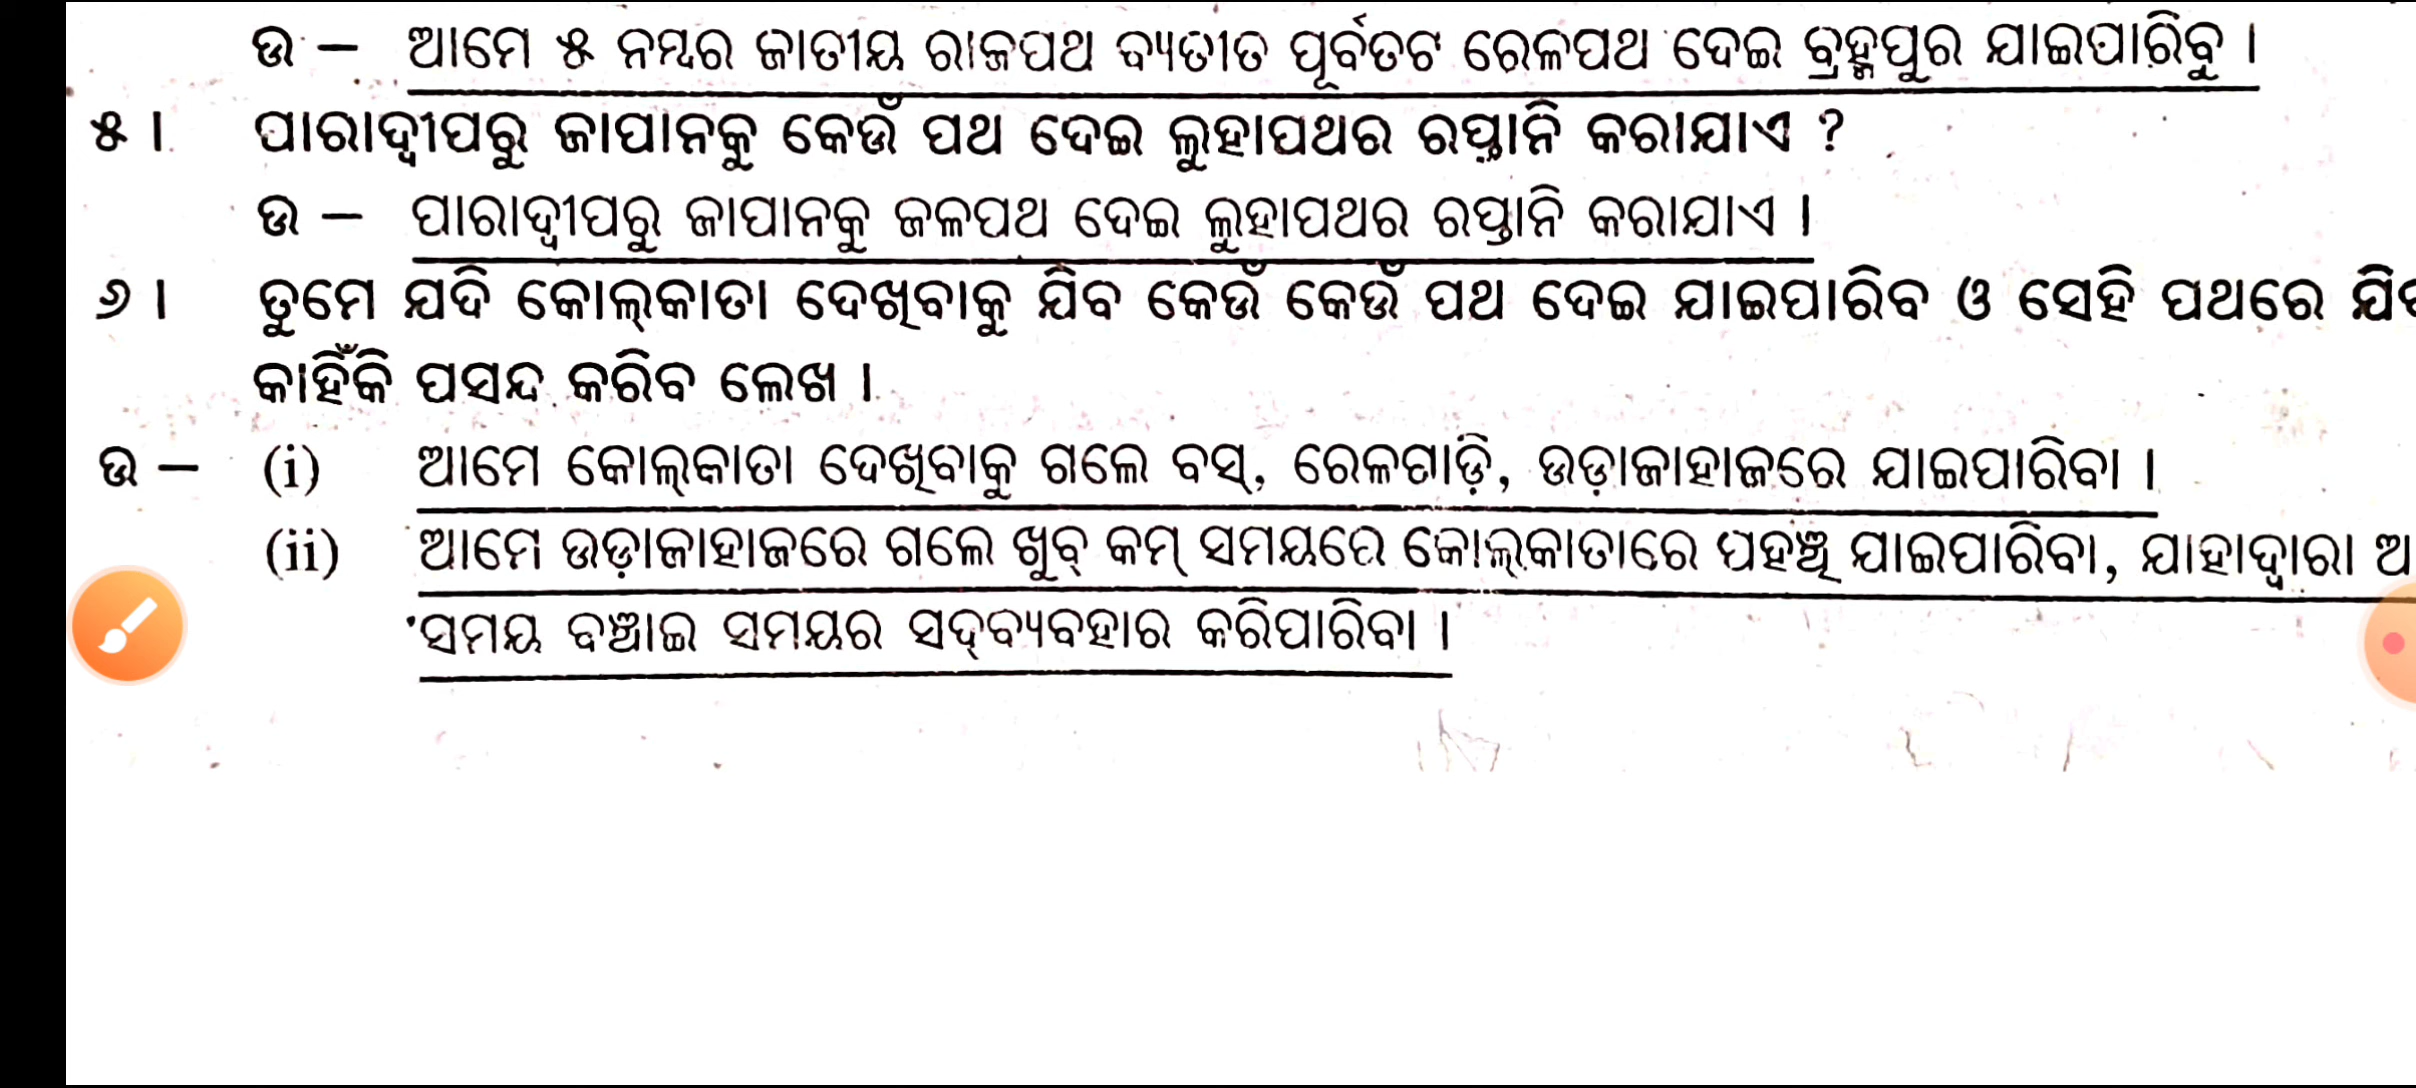 ଉ — ଆମେ ୫ ନମ୍ବର ଜାତୀୟ ରାଜପଥ ବ୍ୟତୀତ ପୂର୍ବତଟ ରେଳପଥ ଦେଇ ବ୍ରହ୍ମପୁର ଯାଇପାରିବୁ ।
୫ । ପାରାଦ୍ୱୀପରୁ ଜାପାନକୁ କେଉଁ ପଥ ଦେଇ ଲୁହାପଥର ରପ୍ତାନି କରାଯାଏ ?
ଉ — ପାରାଦ୍ୱୀପରୁ ଜାପାନକୁ ଜଳପଥ ଦେଇ ଲୁହାପଥର ରପ୍ତାନି କରାଯାଏ ।
୬ । ତୁମେ ଯଦି କୋଲ୍‌କାତା ଦେଖିବାକୁ ଯିବ କେଉଁ କେଉଁ ପଥ ଦେଇ ଯାଇପାରିବ ଓ ସେହି ପଥରେ
କାହିଁକି ପସନ୍ଦ କରିବ ଲେଖ ।
ଉ — (i) ଆମେ କୋଲ୍‌କାତା ଦେଖିବାକୁ ଗଲେ ବସ୍, ରେଳଗାଡ଼ି, ଉଡ଼ାଜାହାଜରେ ଯାଇପାରିବା ।
(ii) ଆମେ ଉଡ଼ାଜାହାଜରେ ଗଲେ ଖୁବ୍ କମ୍ ସମୟରେ କୋଲ୍‌କାତାରେ ପହଞ୍ଚି ଯାଇପାରିବା, ଯାହାଦ୍ୱାରା
ସମୟ ବଞ୍ଚାଇ ସମୟର ସଦ୍‌ବ୍ୟବହାର କରିପାରିବା ।